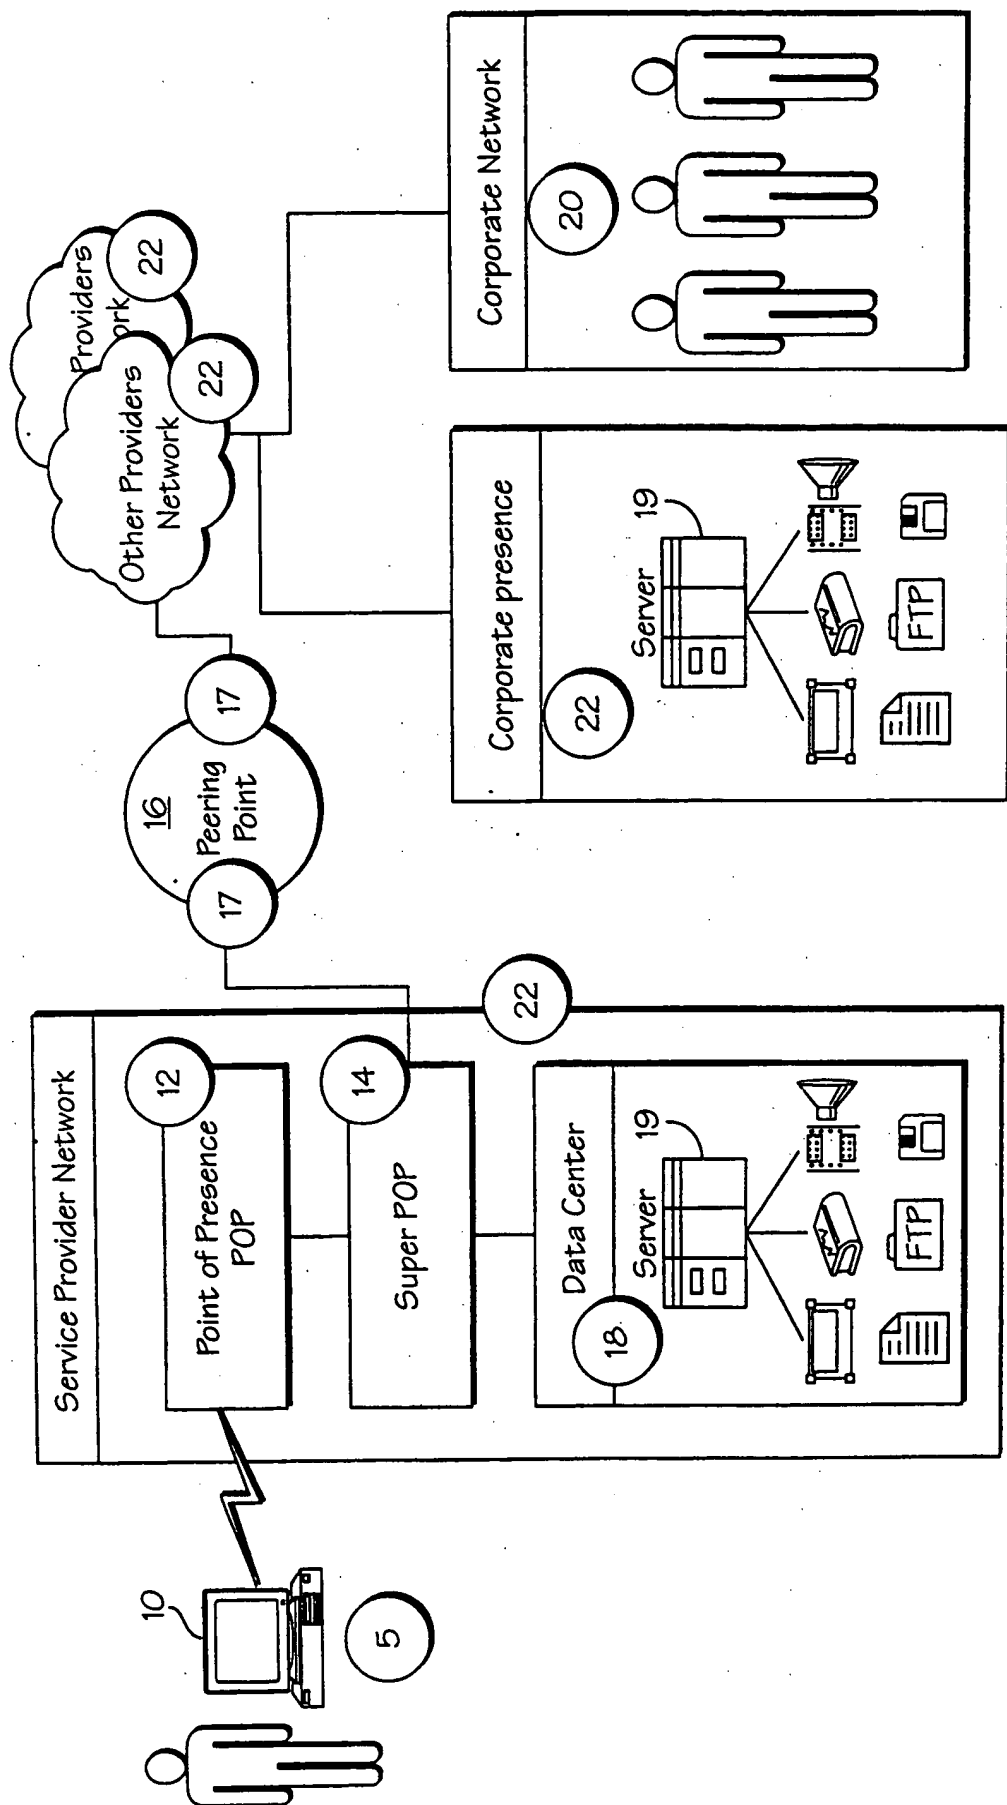 10
5
Service Provider Network
12
Point of Presence
POP
14
Super POP
Data Center
18
Server
19
FTP
22
16
Peering
Point
17
17
Other Providers
Network
22
Providers
ork
22
Corporate presence
22
Server
19
FTP
Corporate Network
20